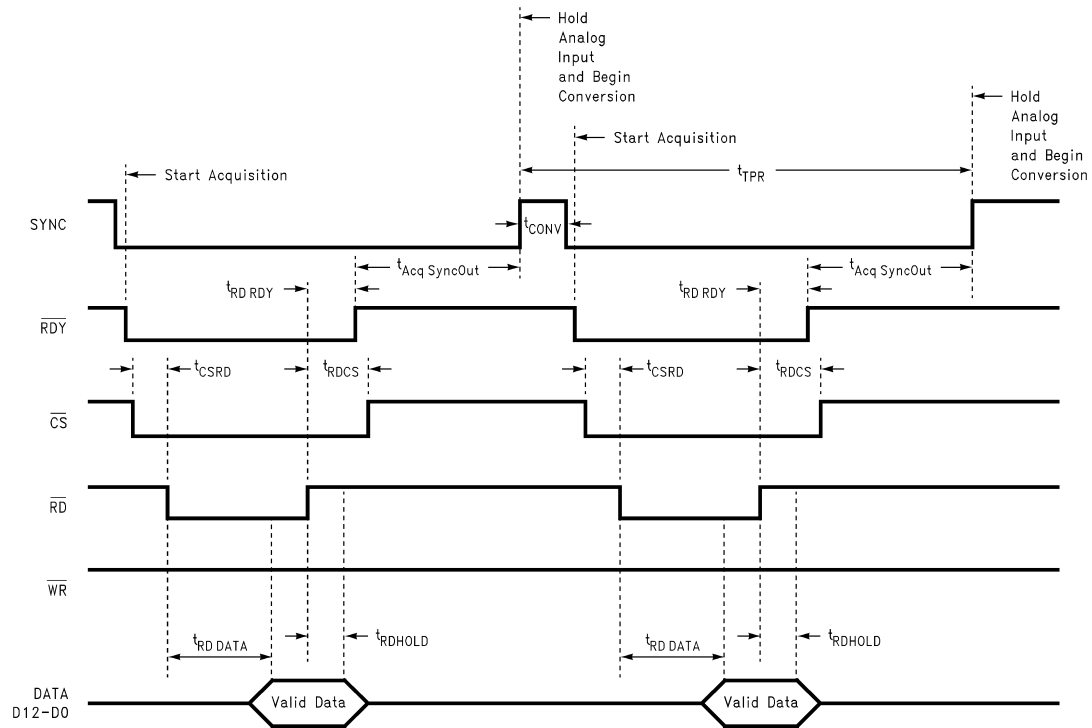 Hold
Analog
Input
and Begin
Conversion
Hold
Analog
Input
and Begin
Conversion
Start Acquisition
Start Acquisition
tTPR
SYNC
tCONV
tAcq SyncOut
tAcq SyncOut
tRD RDY
tRD RDY
RDY
tCSRD
tRDCS
tCSRD
tRDCS
CS
RD
WR
tRD DATA
tRDHOLD
tRD DATA
tRDHOLD
DATA
D12-D0
Valid Data
Valid Data